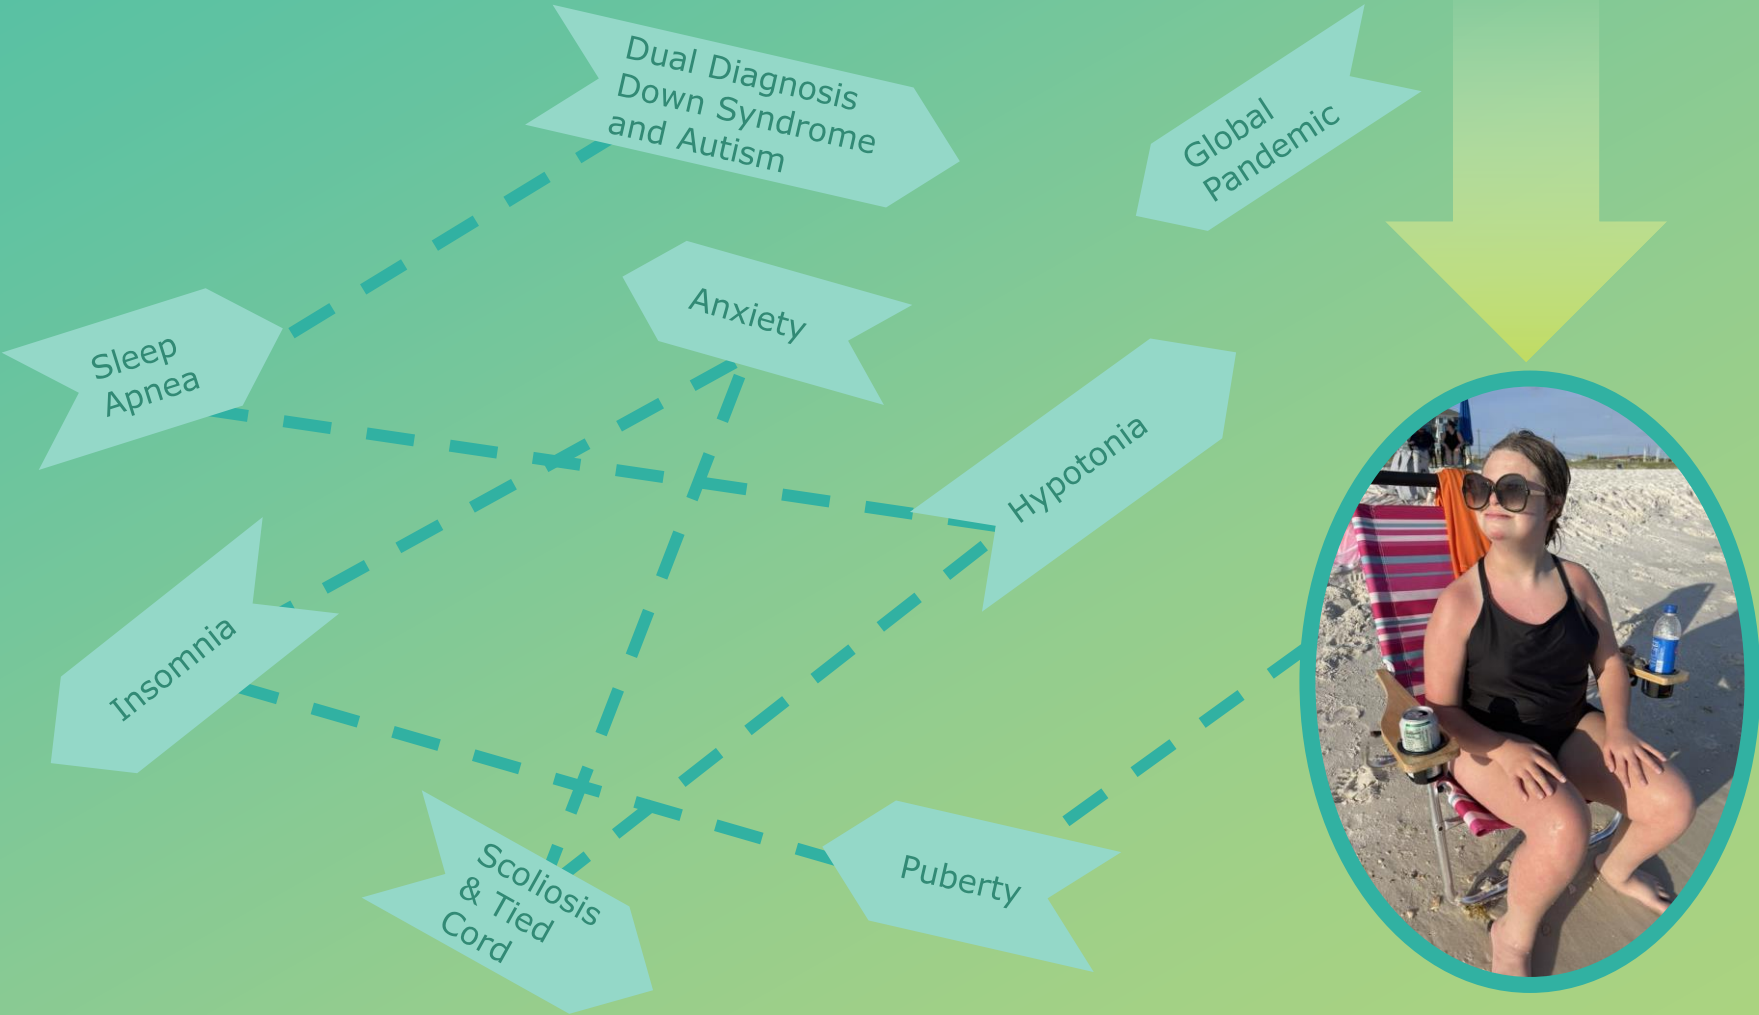 Dual Diagnosis
Down Syndrome
and Autism
Global
Pandemic
Anxiety
Sleep
Apnea
Hypotonia
Insomnia
Scoliosis
& Tied
Cord
Puberty